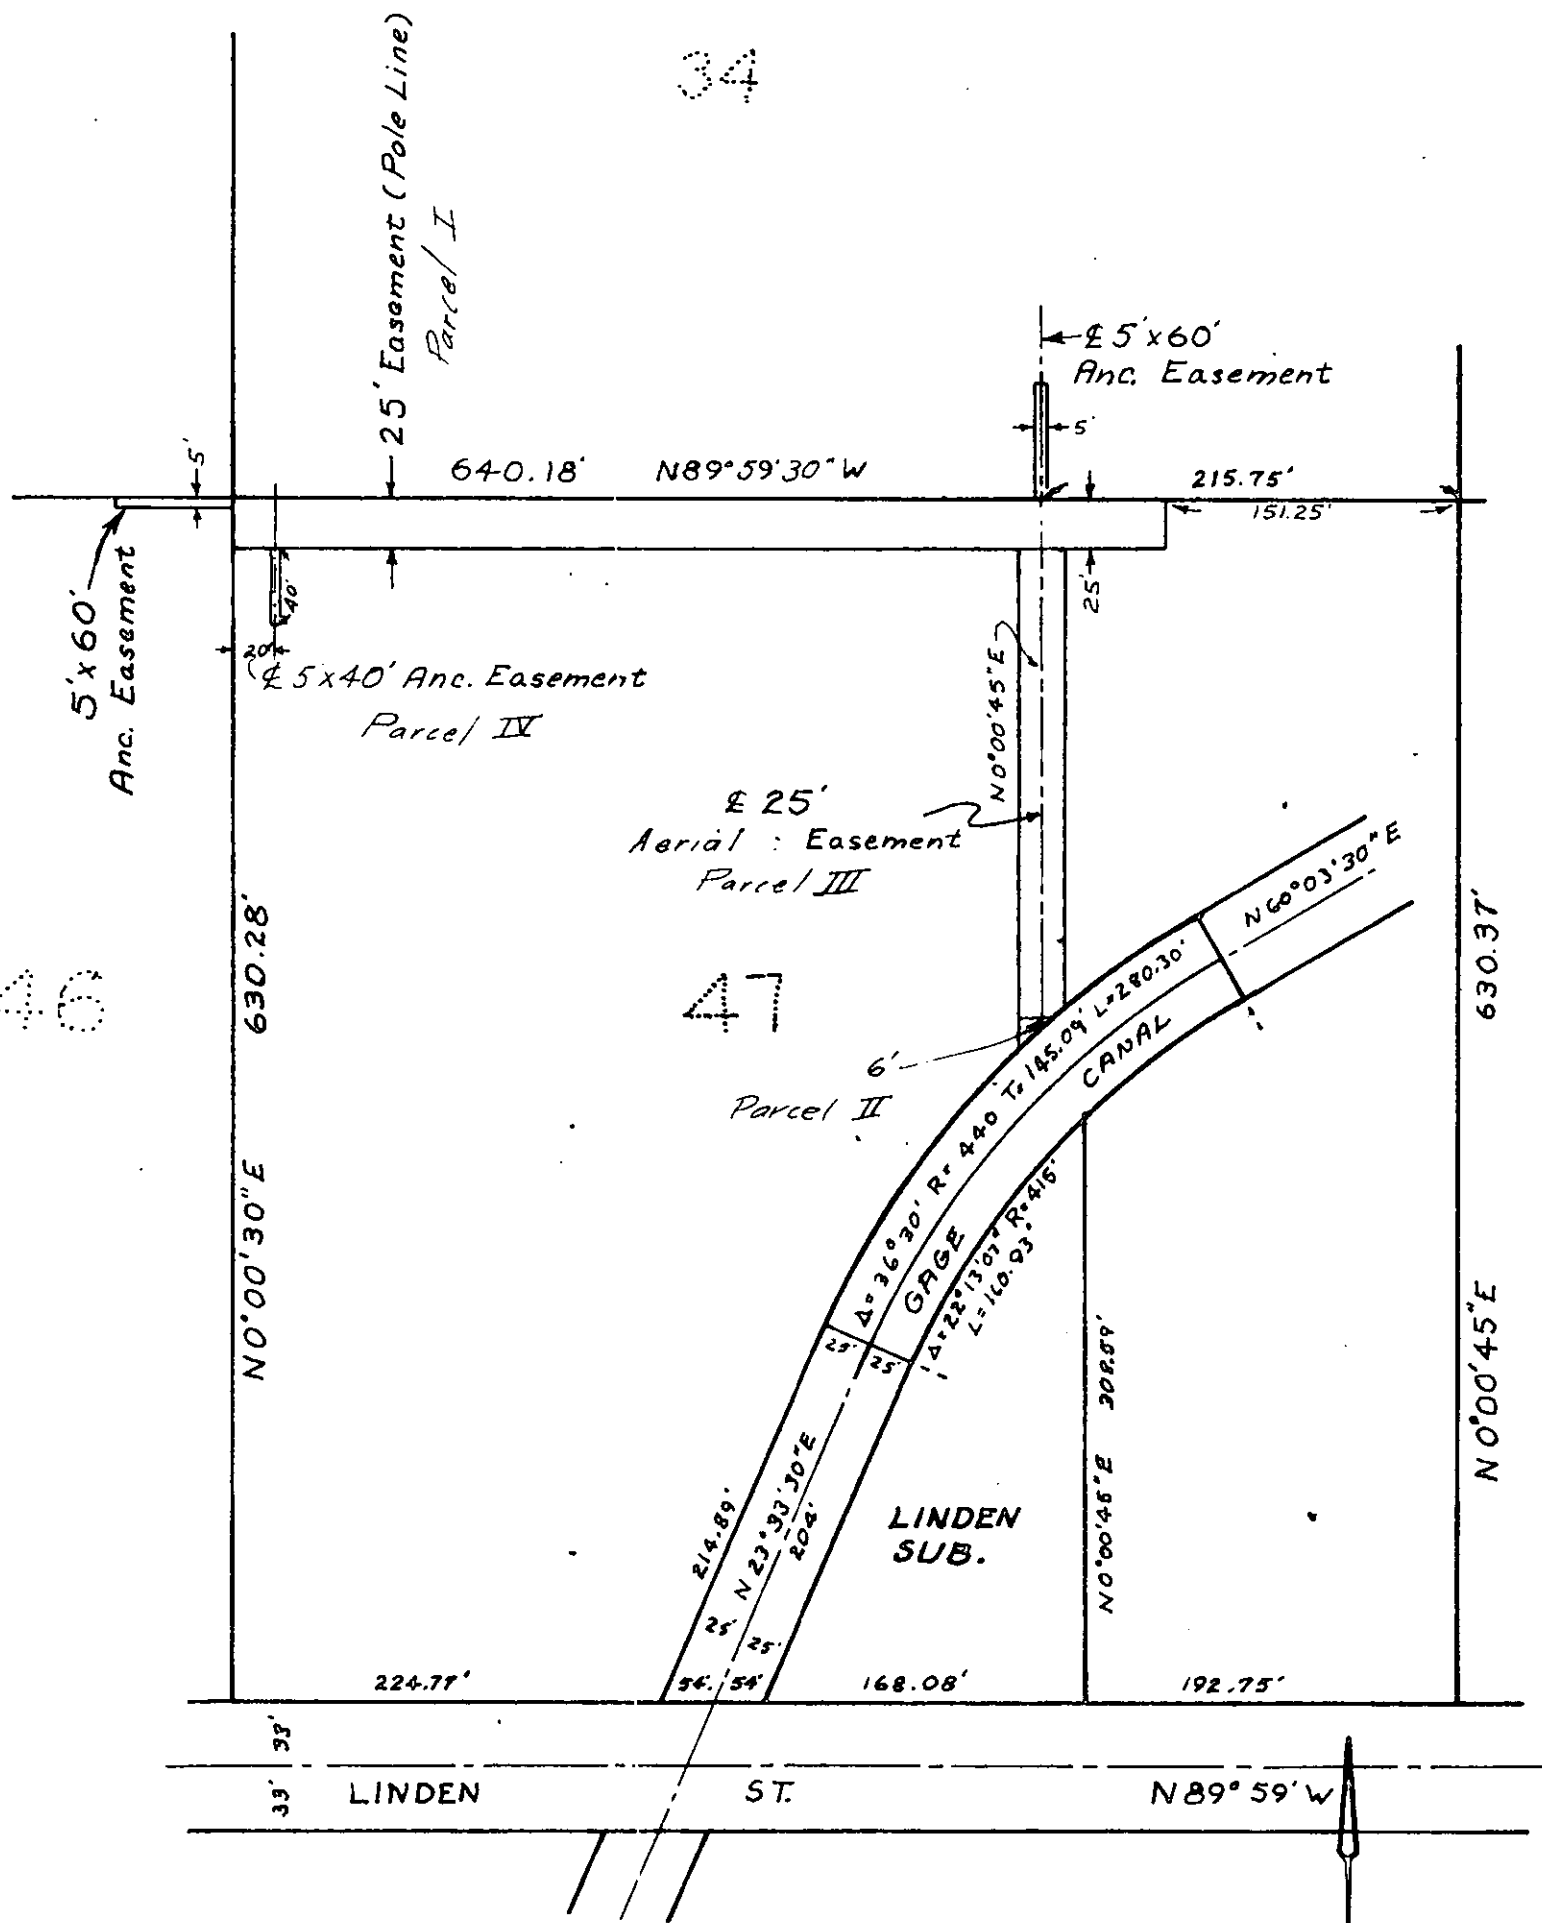 34
25' Easement (Pole Line)
Parcel I
℄ 5'x60'
Anc. Easement
5'
5'
640.18' N89°59'30"W
215.75'
151.25'
5'x60'
Anc. Easement
40'
25'
20'
℄ 5x40' Anc. Easement
Parcel IV
N0°00'45"E
℄ 25'
Aerial : Easement
Parcel III
N60°03'30"E
630.28'
N0°00'30"E
630.37'
N0°00'45"E
46
47
6'
Parcel II
Δ=36°30' R=440 T=145.09' L=280.30'
GAGE CANAL
Δ=22°13'07" R=415'
L=160.93'
25' 25'
214.89'
N23°33'30"E
204'
LINDEN
SUB.
N0°00'45"E 308.59'
25' 25'
224.77' 54' 54' 168.08' 192.75'
33'
33'
LINDEN ST. N89°59'W